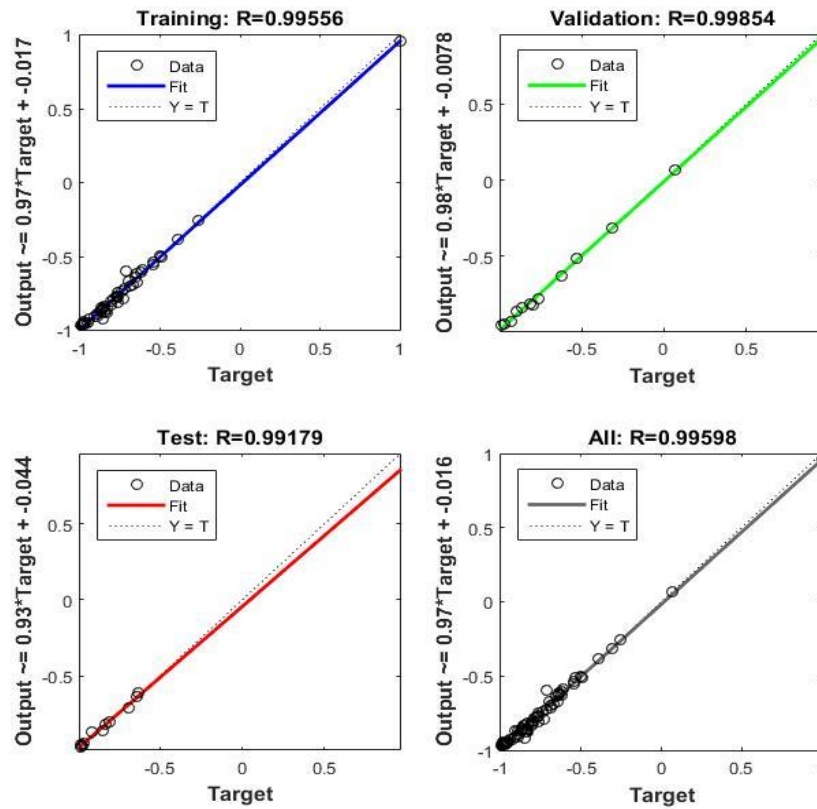 Training: R=0.99556
Output ~= 0.97*Target + -0.017
1
0.5
0
-0.5
-1
Data
Fit
Y = T
-1
-0.5
0
0.5
1
Target
Validation: R=0.99854
Output ~= 0.98*Target + -0.0078
0.5
0
-0.5
Data
Fit
Y = T
-0.5
0
0.5
Target
Test: R=0.99179
Output ~= 0.93*Target + -0.044
0.5
0
-0.5
Data
Fit
Y = T
-0.5
0
0.5
Target
All: R=0.99598
Output ~= 0.97*Target + -0.016
1
0.5
0
-0.5
-1
Data
Fit
Y = T
-1
-0.5
0
0.5
Target